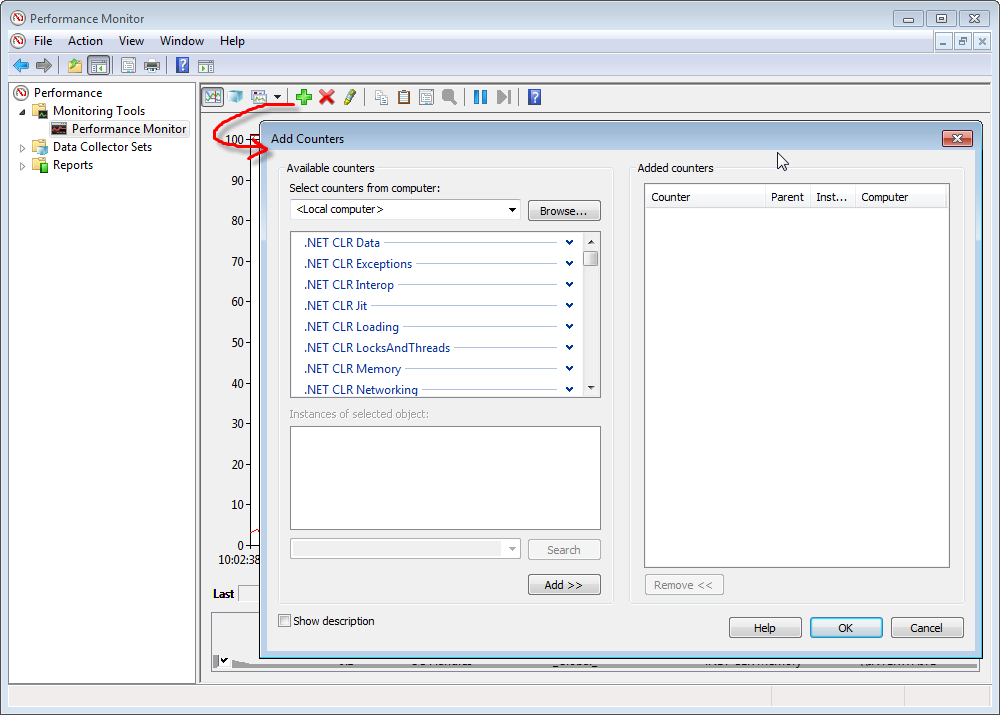 Performance Monitor
File Action View Window Help
Performance
Monitoring Tools
Performance Monitor
Data Collector Sets
Reports
100
90
80
70
60
50
40
30
20
10
0
10:02:38
Last
Add Counters
Available counters
Select counters from computer:
<Local computer>
Browse...
.NET CLR Data
.NET CLR Exceptions
.NET CLR Interop
.NET CLR Jit
.NET CLR Loading
.NET CLR LocksAndThreads
.NET CLR Memory
.NET CLR Networking
Instances of selected object:
Search
Add >>
Show description
Added counters
Counter Parent Inst... Computer
Remove <<
Help OK Cancel